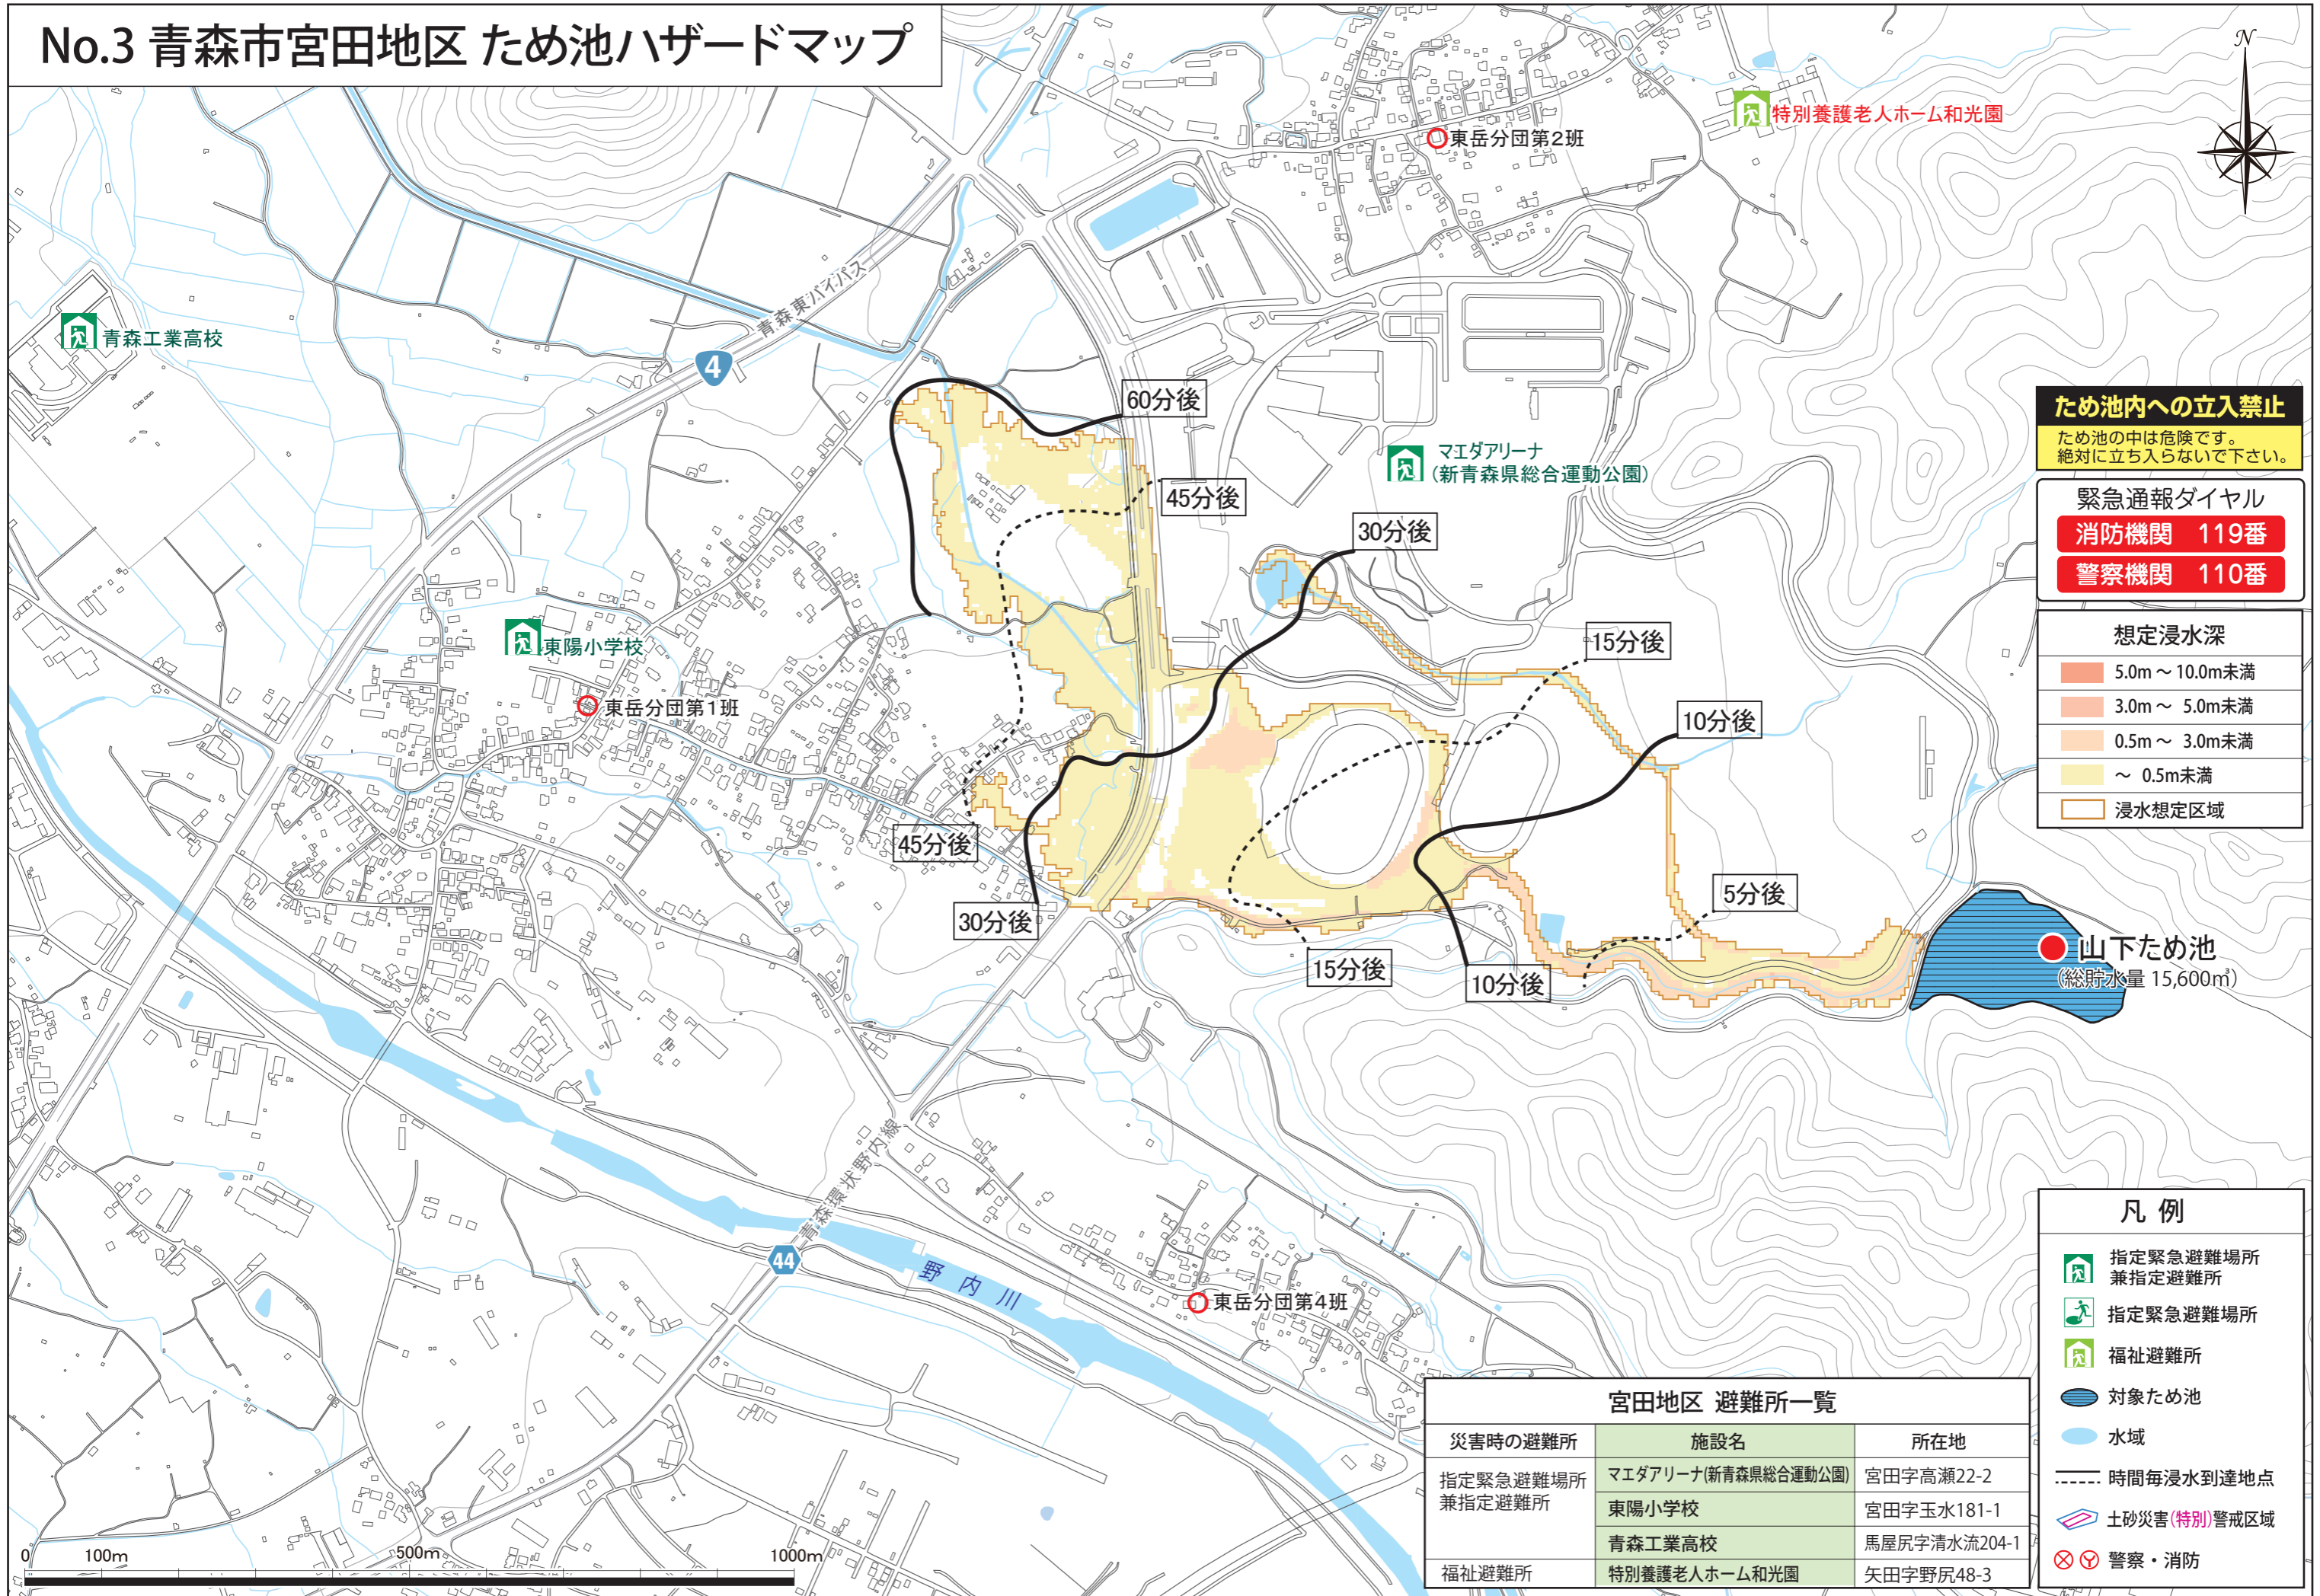 No.3 青森市宮田地区 ため池ハザードマップ
N
特別養護老人ホーム和光園
東岳分団第2班
青森東バイパス
青森工業高校
4
60分後
マエダアリーナ
(新青森県総合運動公園)
45分後
30分後
15分後
東陽小学校
東岳分団第1班
10分後
45分後
5分後
30分後
15分後
10分後
山下ため池
(総貯水量 15,600㎥)
青森環状野内線
44
野内川
東岳分団第4班
ため池内への立入禁止
ため池の中は危険です。
絶対に立ち入らないで下さい。
緊急通報ダイヤル
消防機関 119番
警察機関 110番
想定浸水深
5.0m ～ 10.0m未満
3.0m ～ 5.0m未満
0.5m ～ 3.0m未満
～ 0.5m未満
浸水想定区域
凡例
指定緊急避難場所
兼指定避難所
指定緊急避難場所
福祉避難所
対象ため池
水域
時間毎浸水到達地点
土砂災害(特別)警戒区域
警察・消防
宮田地区 避難所一覧
災害時の避難所 施設名 所在地
指定緊急避難場所
兼指定避難所
マエダアリーナ(新青森県総合運動公園) 宮田字高瀬22-2
東陽小学校 宮田字玉水181-1
青森工業高校 馬屋尻字清水流204-1
福祉避難所 特別養護老人ホーム和光園 矢田字野尻48-3
0 100m 500m 1000m